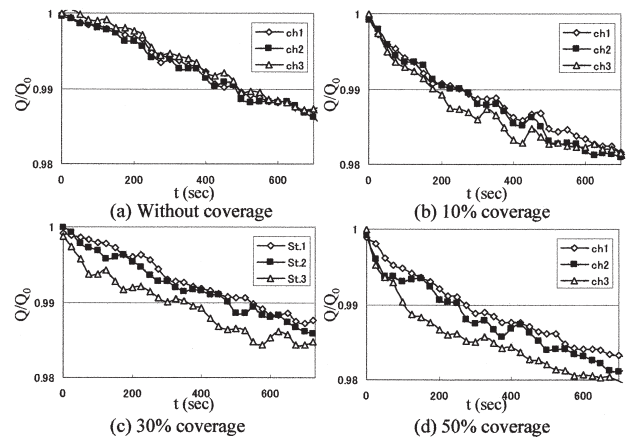 1
0.99
0.98
Q/Q0
ch1
ch2
ch3
0 200 400 600
t (sec)
(a) Without coverage
1
0.99
0.98
Q/Q0
ch1
ch2
ch3
0 200 400 600
t (sec)
(b) 10% coverage
1
0.99
0.98
Q/Q0
St.1
St.2
St.3
0 200 400 600
t (sec)
(c) 30% coverage
1
0.99
0.98
Q/Q0
ch1
ch2
ch3
0 200 400 600
t (sec)
(d) 50% coverage